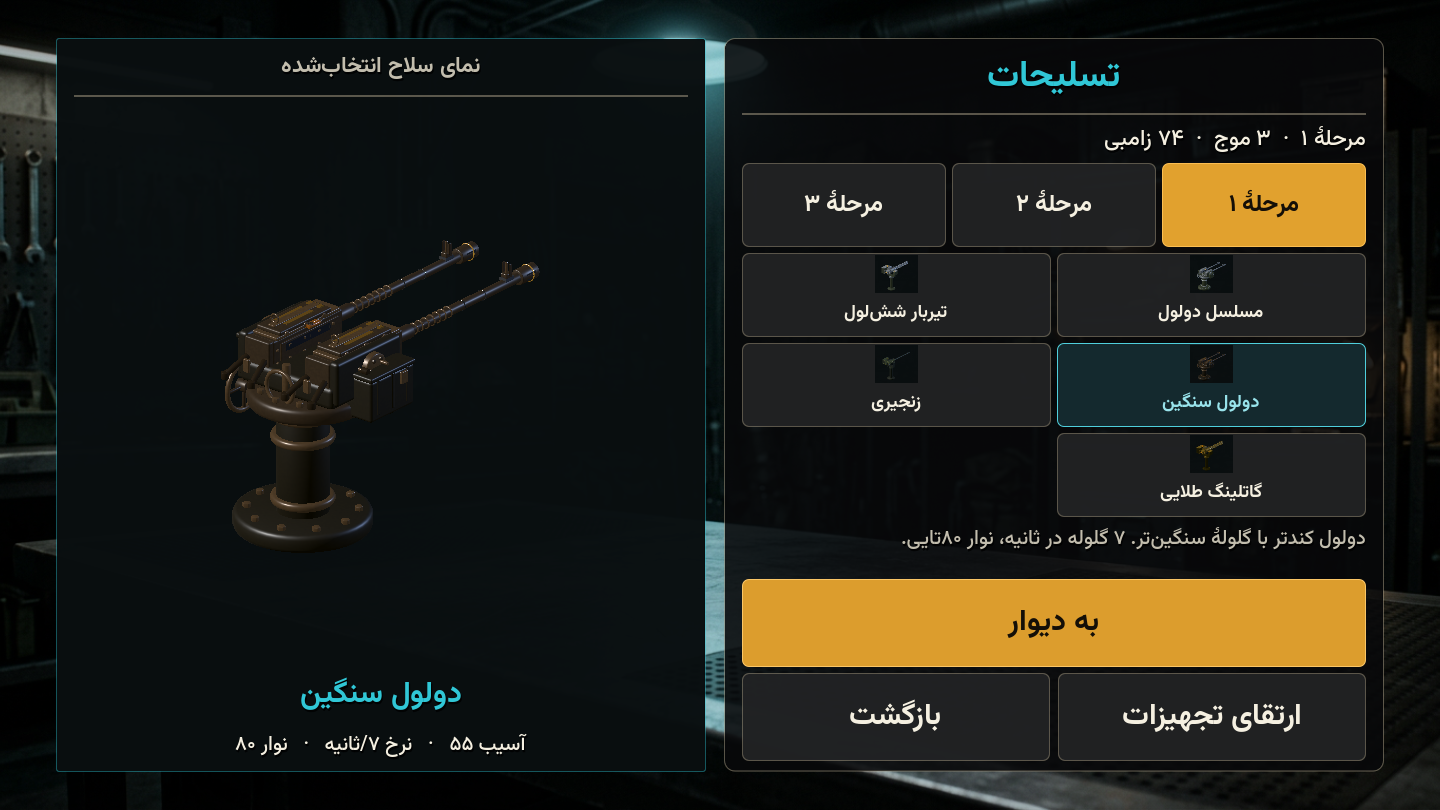 تسلیحات
مرحلهٔ ۱ · ۳ موج · ۷۴ زامبی
مرحلهٔ ۱
مرحلهٔ ۲
مرحلهٔ ۳
مسلسل دولول
تیربار شش‌لول
دولول سنگین
زنجیری
گاتلینگ طلایی
دولول کندتر با گلولهٔ سنگین‌تر. ۷ گلوله در ثانیه، نوار ۸۰تایی.
به دیوار
ارتقای تجهیزات
بازگشت
نمای سلاح انتخاب‌شده
دولول سنگین
آسیب ۵۵ · نرخ ۷/ثانیه · نوار ۸۰